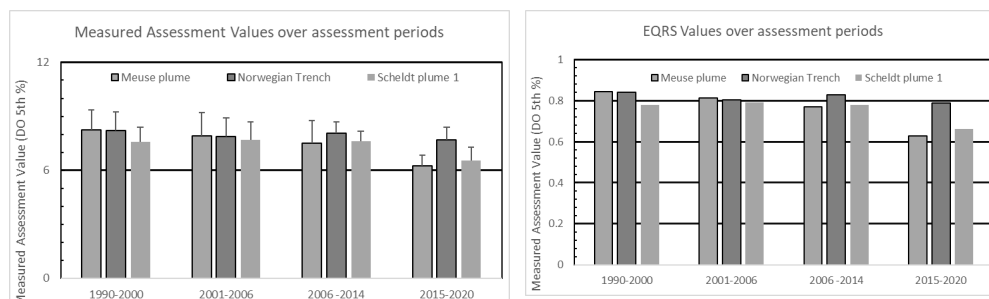 Measured Assessment Values over assessment periods
Measured Assessment Value (DO 5th %)
12
6
0
Meuse plume
Norwegian Trench
Scheldt plume 1
1990-2000
2001-2006
2006-2014
2015-2020
EQRS Values over assessment periods
Measured Assessment Value (DO 5th %)
1
0.8
0.6
0.4
0.2
0
Meuse plume
Norwegian Trench
Scheldt plume 1
1990-2000
2001-2006
2006-2014
2015-2020